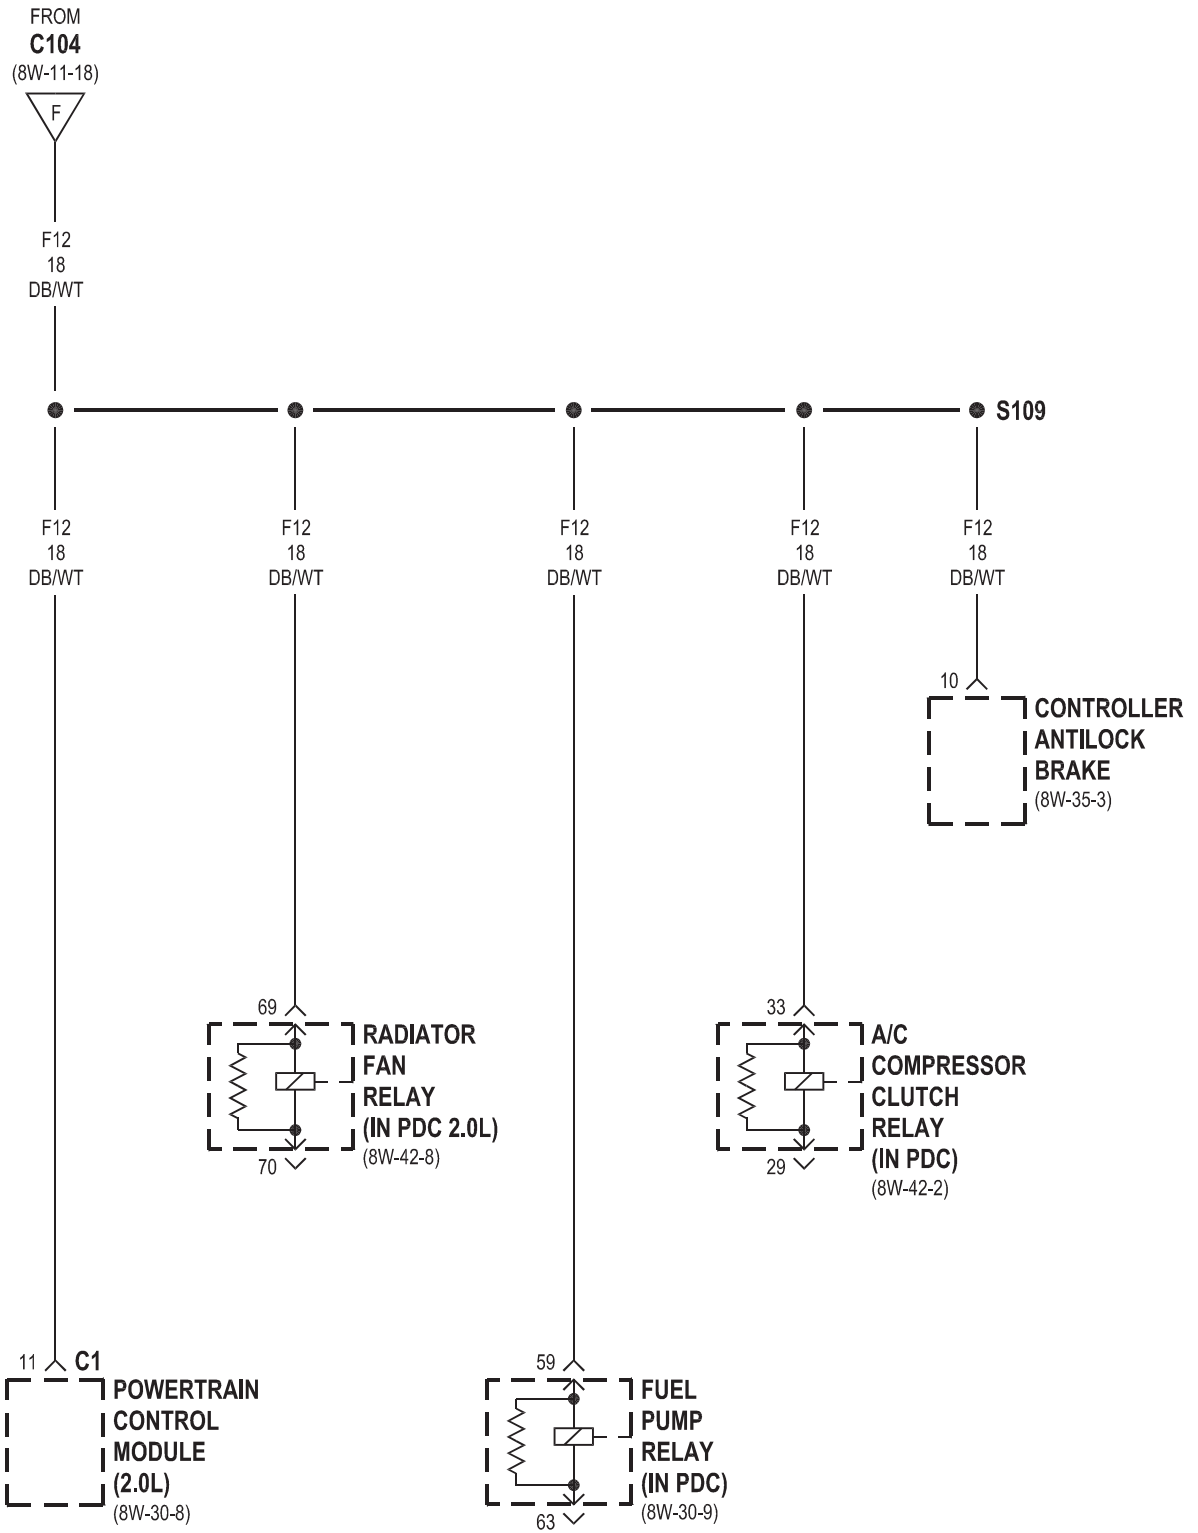 FROM
C104
(8W-11-18)
F
F12
18
DB/WT
S109
F12
18
DB/WT
F12
18
DB/WT
F12
18
DB/WT
F12
18
DB/WT
F12
18
DB/WT
10
CONTROLLER
ANTILOCK
BRAKE
(8W-35-3)
69
RADIATOR
FAN
RELAY
(IN PDC 2.0L)
(8W-42-8)
70
33
A/C
COMPRESSOR
CLUTCH
RELAY
(IN PDC)
(8W-42-2)
29
11
C1
POWERTRAIN
CONTROL
MODULE
(2.0L)
(8W-30-8)
59
FUEL
PUMP
RELAY
(IN PDC)
(8W-30-9)
63